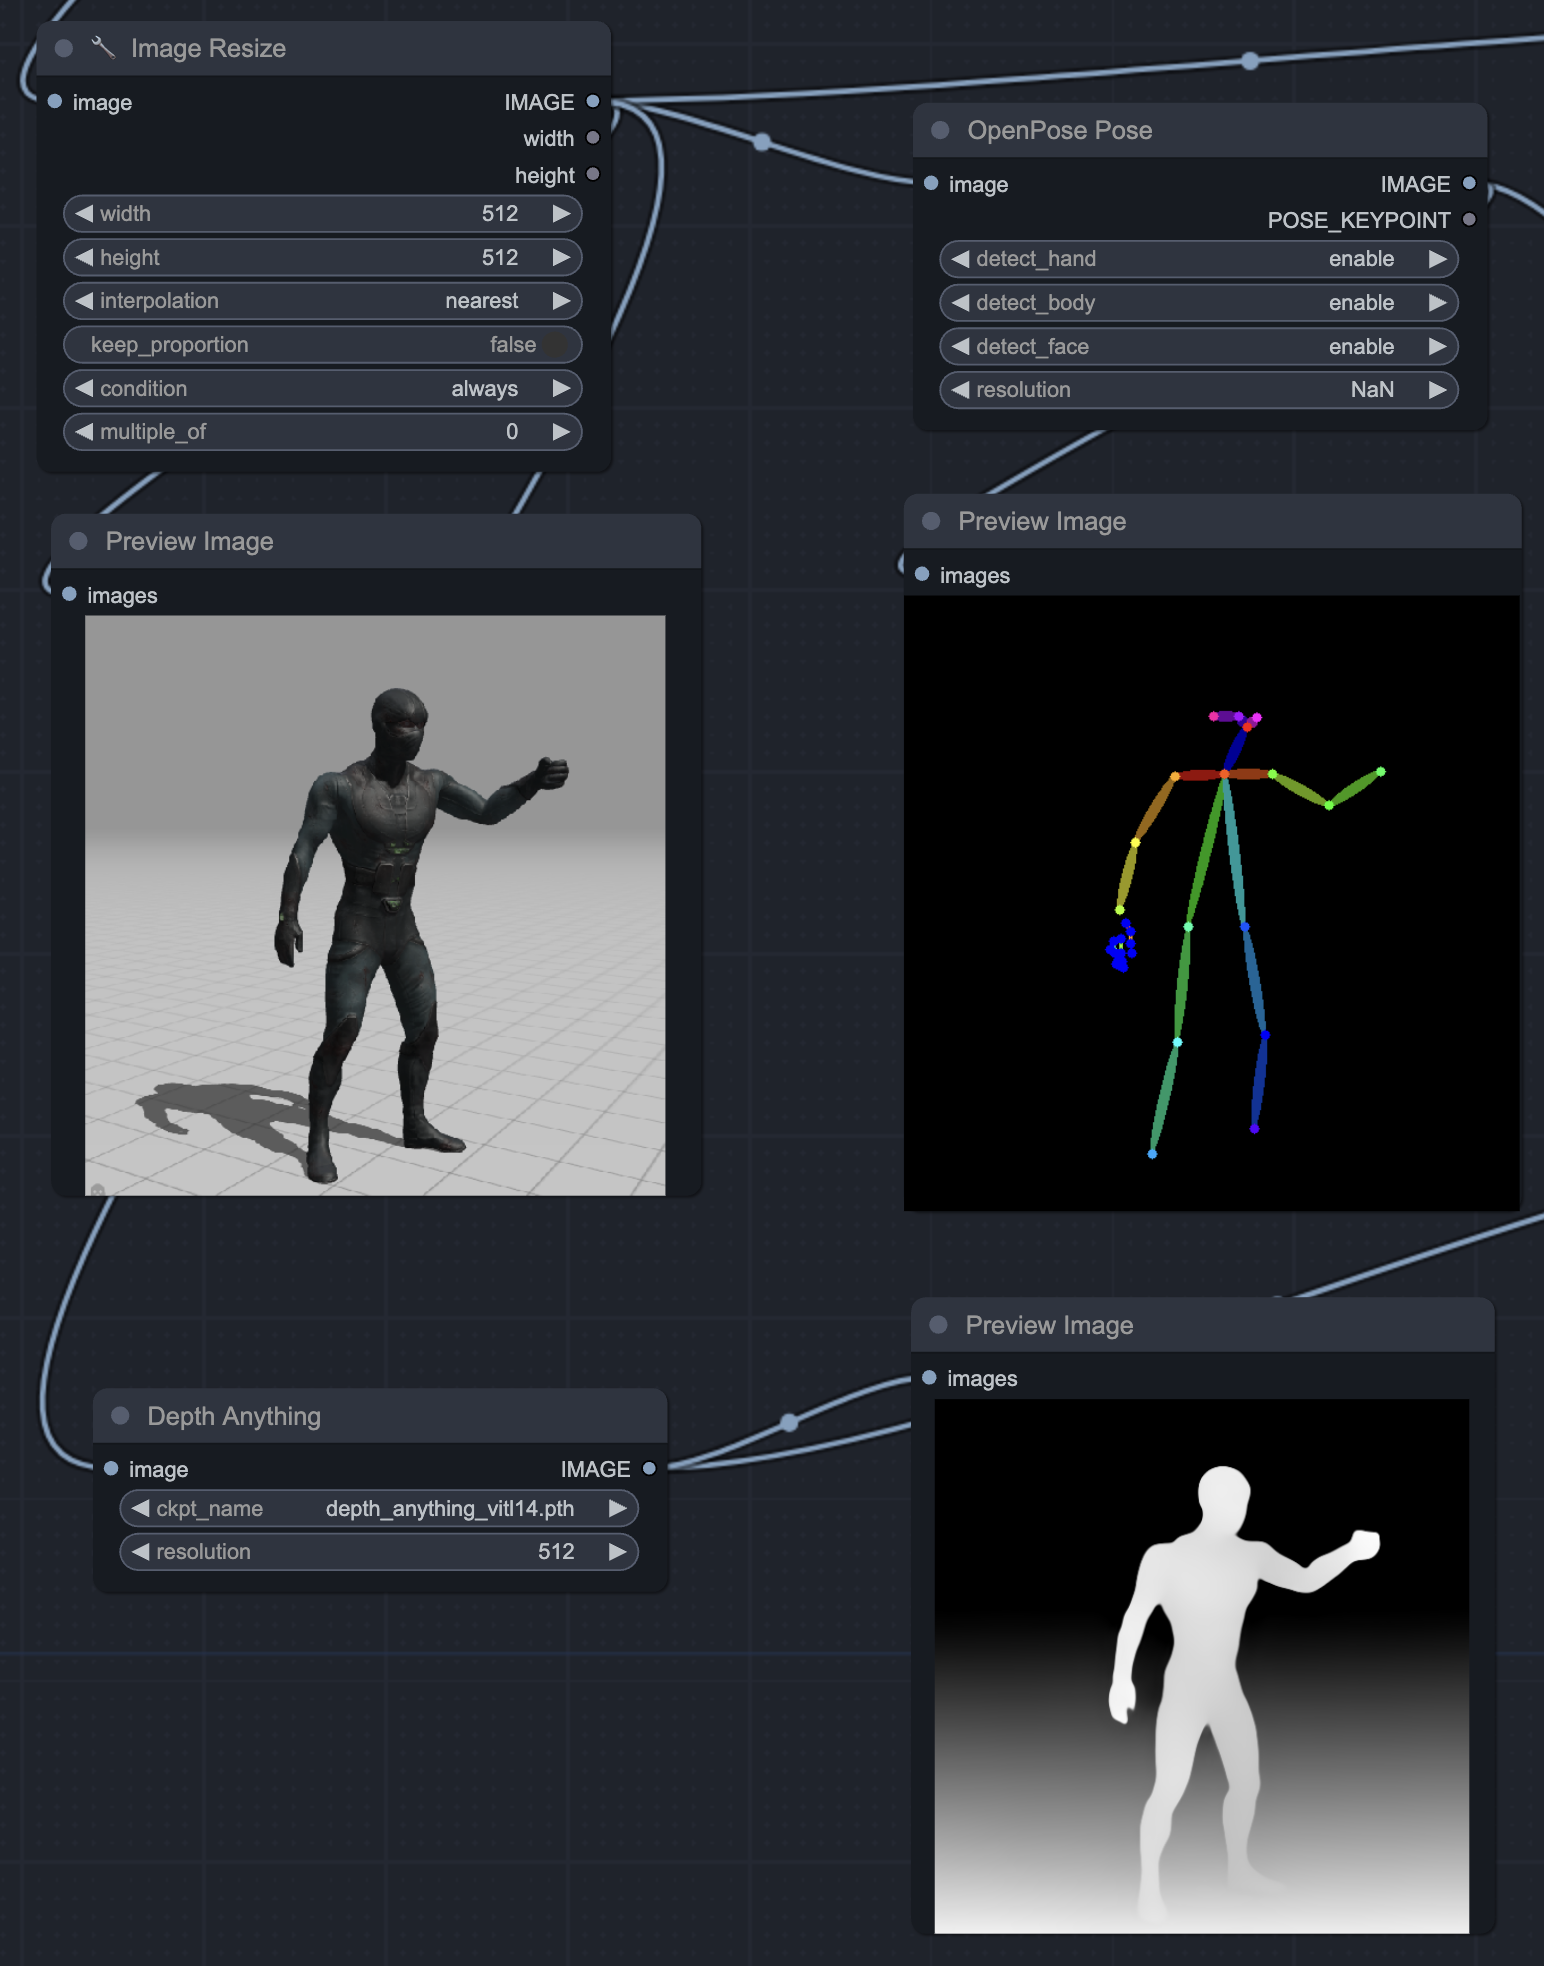 Image Resize
image
IMAGE
width
height
width 512
height 512
interpolation nearest
keep_proportion false
condition always
multiple_of 0
OpenPose Pose
image
IMAGE
POSE_KEYPOINT
detect_hand enable
detect_body enable
detect_face enable
resolution NaN
Preview Image
images
Preview Image
images
Depth Anything
image
IMAGE
ckpt_name depth_anything_vitl14.pth
resolution 512
Preview Image
images